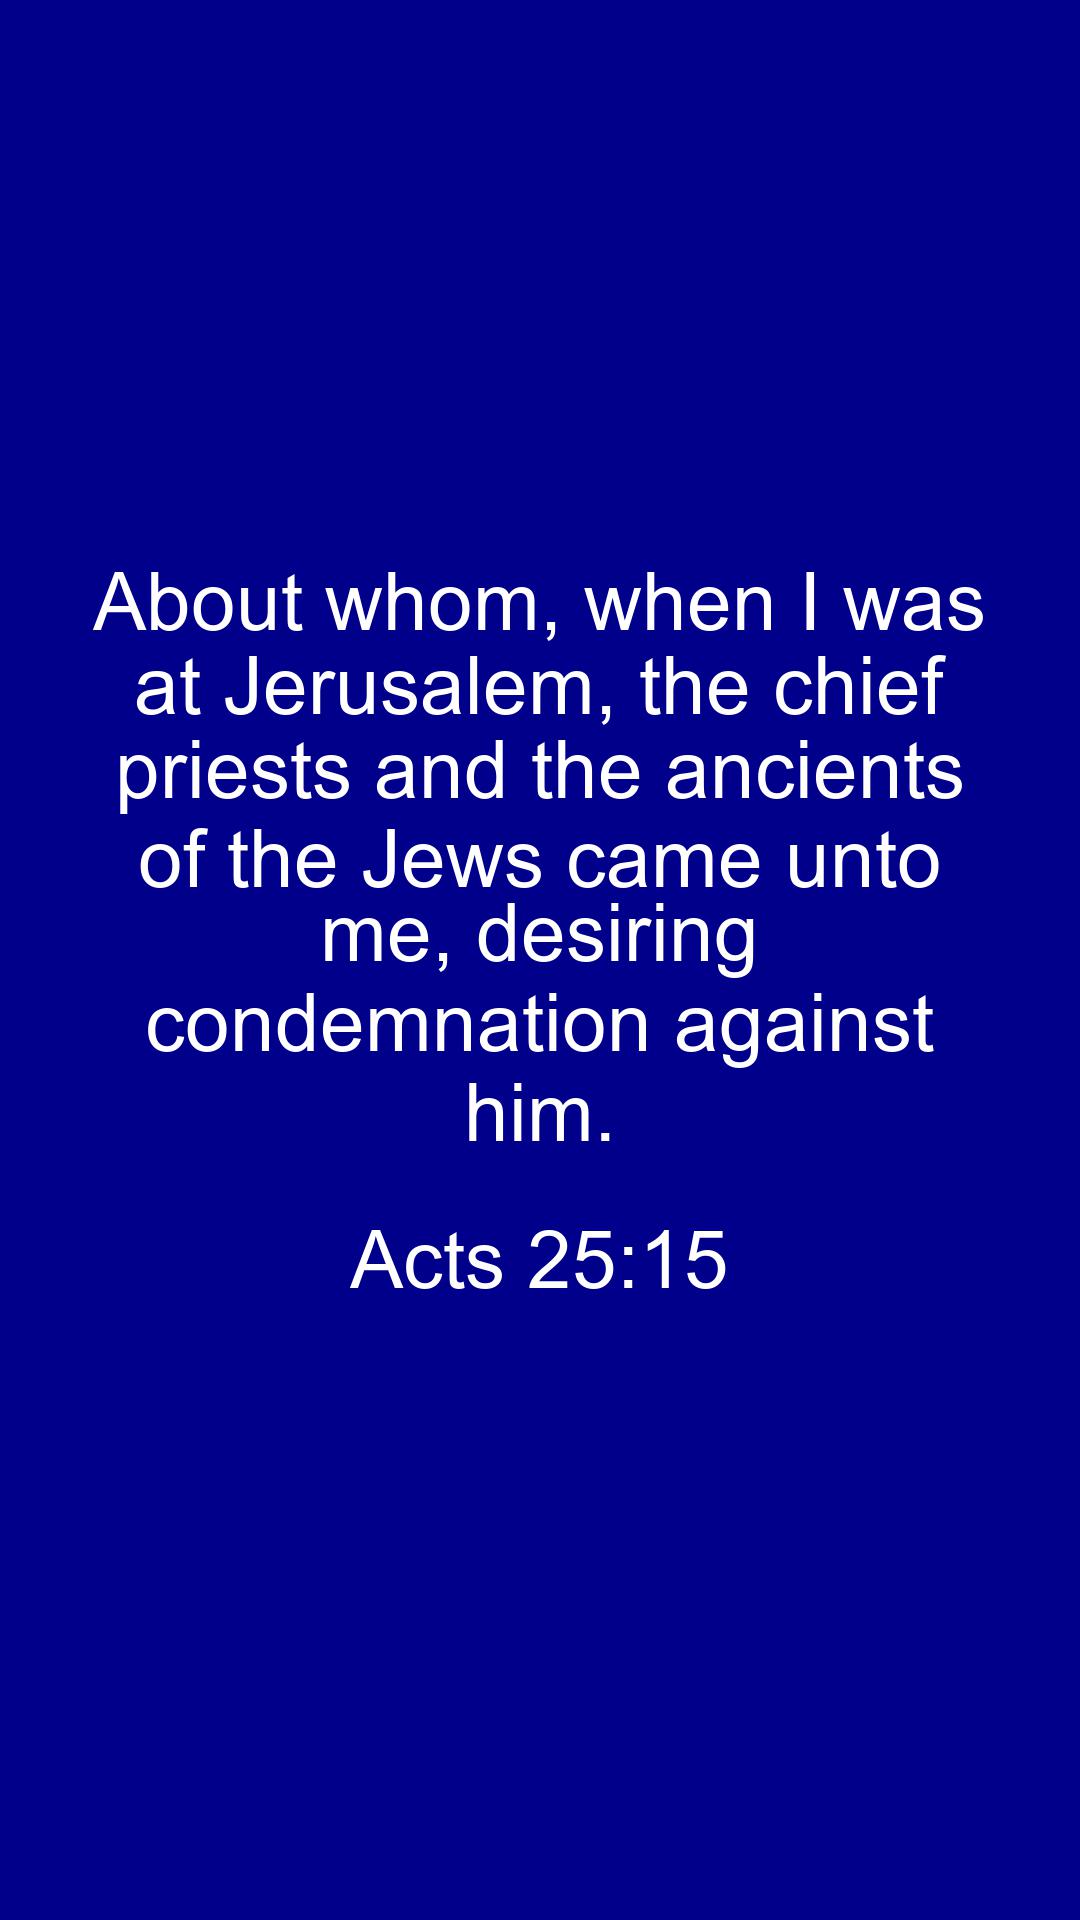 About whom, when I was
at Jerusalem, the chief
priests and the ancients
of the Jews came unto
me, desiring
condemnation against
him.
Acts 25:15